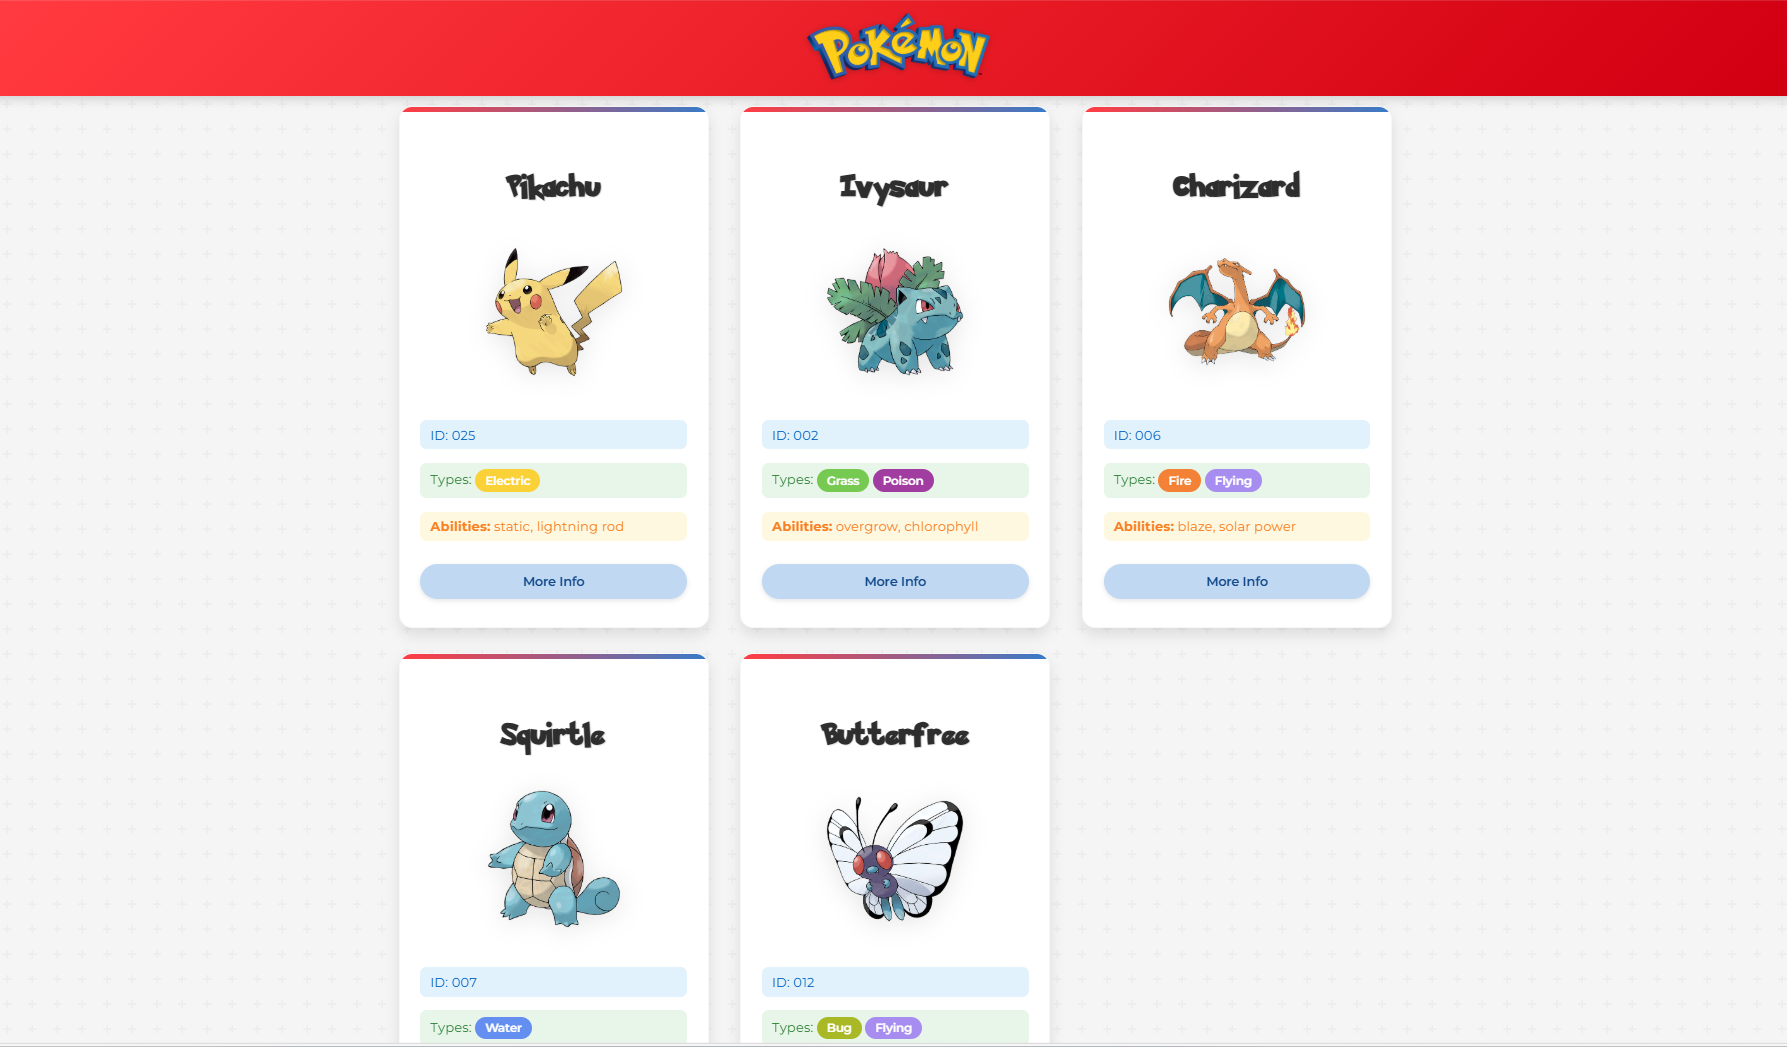 Pokémon
Pikachu
ID: 025
Types: Electric
Abilities: static, lightning rod
More Info
Ivysaur
ID: 002
Types: Grass Poison
Abilities: overgrow, chlorophyll
More Info
Charizard
ID: 006
Types: Fire Flying
Abilities: blaze, solar power
More Info
Squirtle
ID: 007
Types: Water
Butterfree
ID: 012
Types: Bug Flying